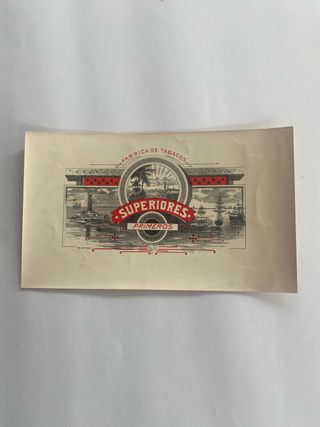 FABRICA DE TABACOS
SUPERIORES
PRIMEROS